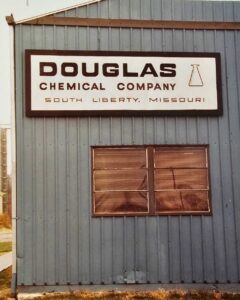 DOUGLAS
CHEMICAL COMPANY
SOUTH LIBERTY, MISSOURI